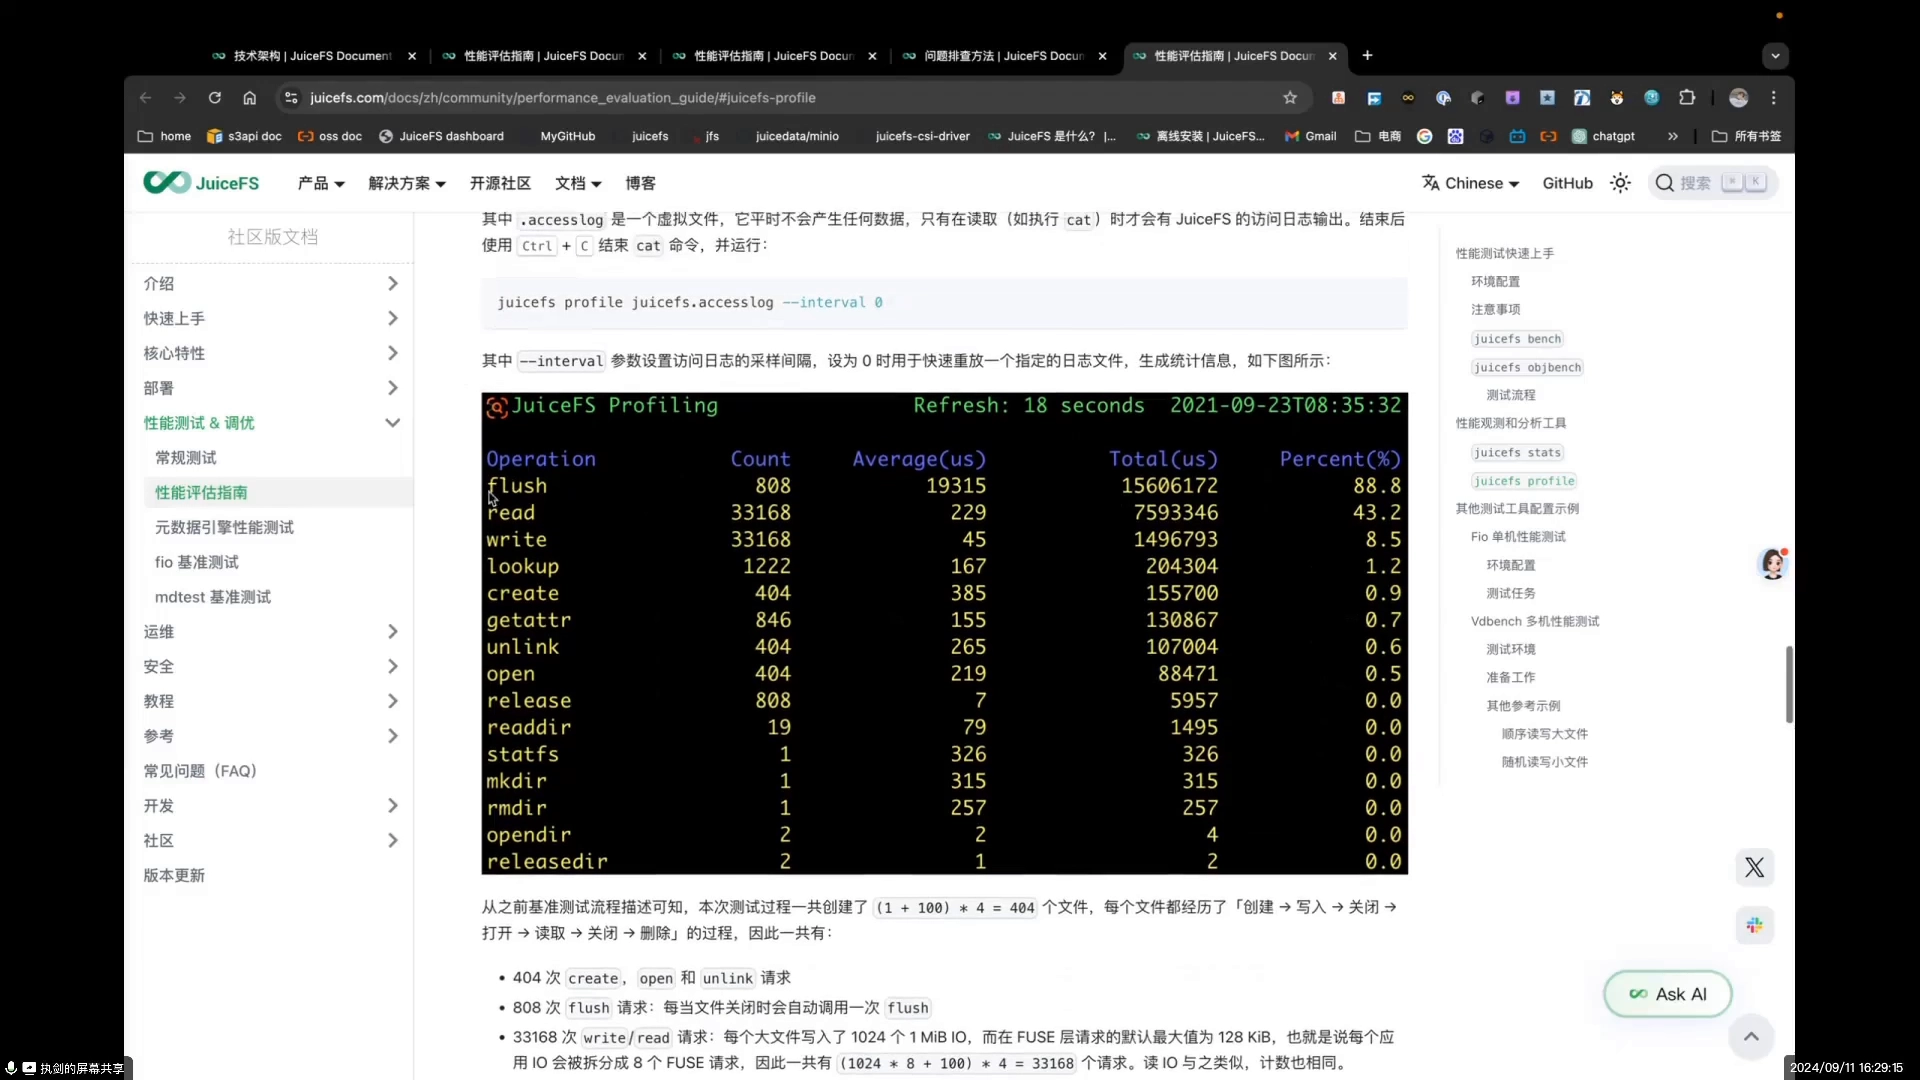 技术架构 | JuiceFS Document
性能评估指南 | JuiceFS Docun
性能评估指南 | JuiceFS Docun
问题排查方法 | JuiceFS Docun
性能评估指南 | JuiceFS Docun
juicefs.com/docs/zh/community/performance_evaluation_guide/#juicefs-profile
home
s3api doc
oss doc
JuiceFS dashboard
MyGitHub
juicefs
jfs
juicedata/minio
juicefs-csi-driver
JuiceFS 是什么？ |...
离线安装 | JuiceFS...
Gmail
电商
chatgpt
所有书签
JuiceFS
产品
解决方案
开源社区
文档
博客
Chinese
GitHub
搜索
K
社区版文档
介绍
快速上手
核心特性
部署
性能测试 & 调优
常规测试
性能评估指南
元数据引擎性能测试
fio 基准测试
mdtest 基准测试
运维
安全
教程
参考
常见问题（FAQ）
开发
社区
版本更新
其中 .accesslog 是一个虚拟文件，它平时不会产生任何数据，只有在读取（如执行 cat）时才会有 JuiceFS 的访问日志输出。结束后
使用 Ctrl + C 结束 cat 命令，并运行：
juicefs profile juicefs.accesslog --interval 0
其中 --interval 参数设置访问日志的采样间隔，设为 0 时用于快速重放一个指定的日志文件，生成统计信息，如下图所示：
JuiceFS Profiling Refresh: 18 seconds 2021-09-23T08:35:32
Operation Count Average(us) Total(us) Percent(%)
flush 808 19315 15606172 88.8
read 33168 229 7593346 43.2
write 33168 45 1496793 8.5
lookup 1222 167 204304 1.2
create 404 385 155700 0.9
getattr 846 155 130867 0.7
unlink 404 265 107004 0.6
open 404 219 88471 0.5
release 808 7 5957 0.0
readdir 19 79 1495 0.0
statfs 1 326 326 0.0
mkdir 1 315 315 0.0
rmdir 1 257 257 0.0
opendir 2 2 4 0.0
releasedir 2 1 2 0.0
从之前基准测试流程描述可知，本次测试过程一共创建了 (1 + 100) * 4 = 404 个文件，每个文件都经历了「创建 → 写入 → 关闭 →
打开 → 读取 → 关闭 → 删除」的过程，因此一共有：
• 404 次 create，open 和 unlink 请求
• 808 次 flush 请求：每当文件关闭时会自动调用一次 flush
• 33168 次 write/read 请求：每个大文件写入了 1024 个 1 MiB IO，而在 FUSE 层请求的默认最大值为 128 KiB，也就是说每个应
用 IO 会被拆分成 8 个 FUSE 请求，因此一共有 (1024 * 8 + 100) * 4 = 33168 个请求。读 IO 与之类似，计数也相同。
性能测试快速上手
环境配置
注意事项
juicefs bench
juicefs objbench
测试流程
性能观测和分析工具
juicefs stats
juicefs profile
其他测试工具配置示例
Fio 单机性能测试
环境配置
测试任务
Vdbench 多机性能测试
测试环境
准备工作
其他参考示例
顺序读写大文件
随机读写小文件
Ask AI
执剑的屏幕共享
2024/09/11 16:29:15